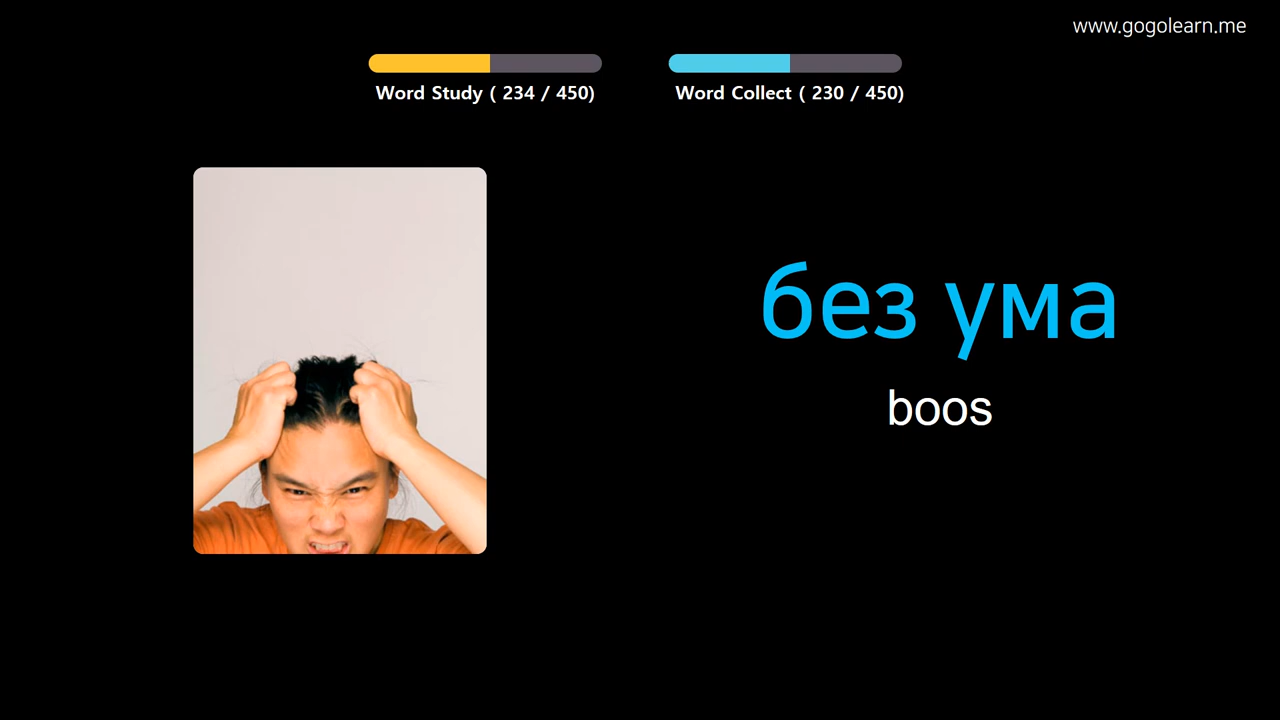 www.gogolearn.me
Word Study ( 234 / 450)
Word Collect ( 230 / 450)
без ума
boos